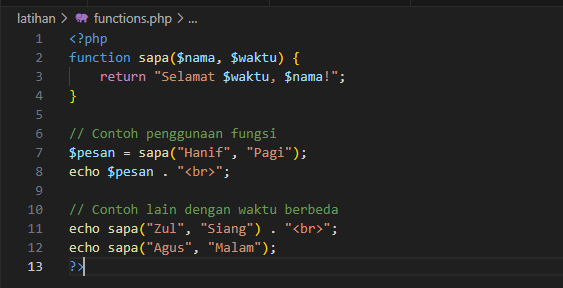 latihan > functions.php > ...
1 <?php
2 function sapa($nama, $waktu) {
3     return "Selamat $waktu, $nama!";
4 }
5
6 // Contoh penggunaan fungsi
7 $pesan = sapa("Hanif", "Pagi");
8 echo $pesan . "<br>";
9
10 // Contoh lain dengan waktu berbeda
11 echo sapa("Zul", "Siang") . "<br>";
12 echo sapa("Agus", "Malam");
13 ?>